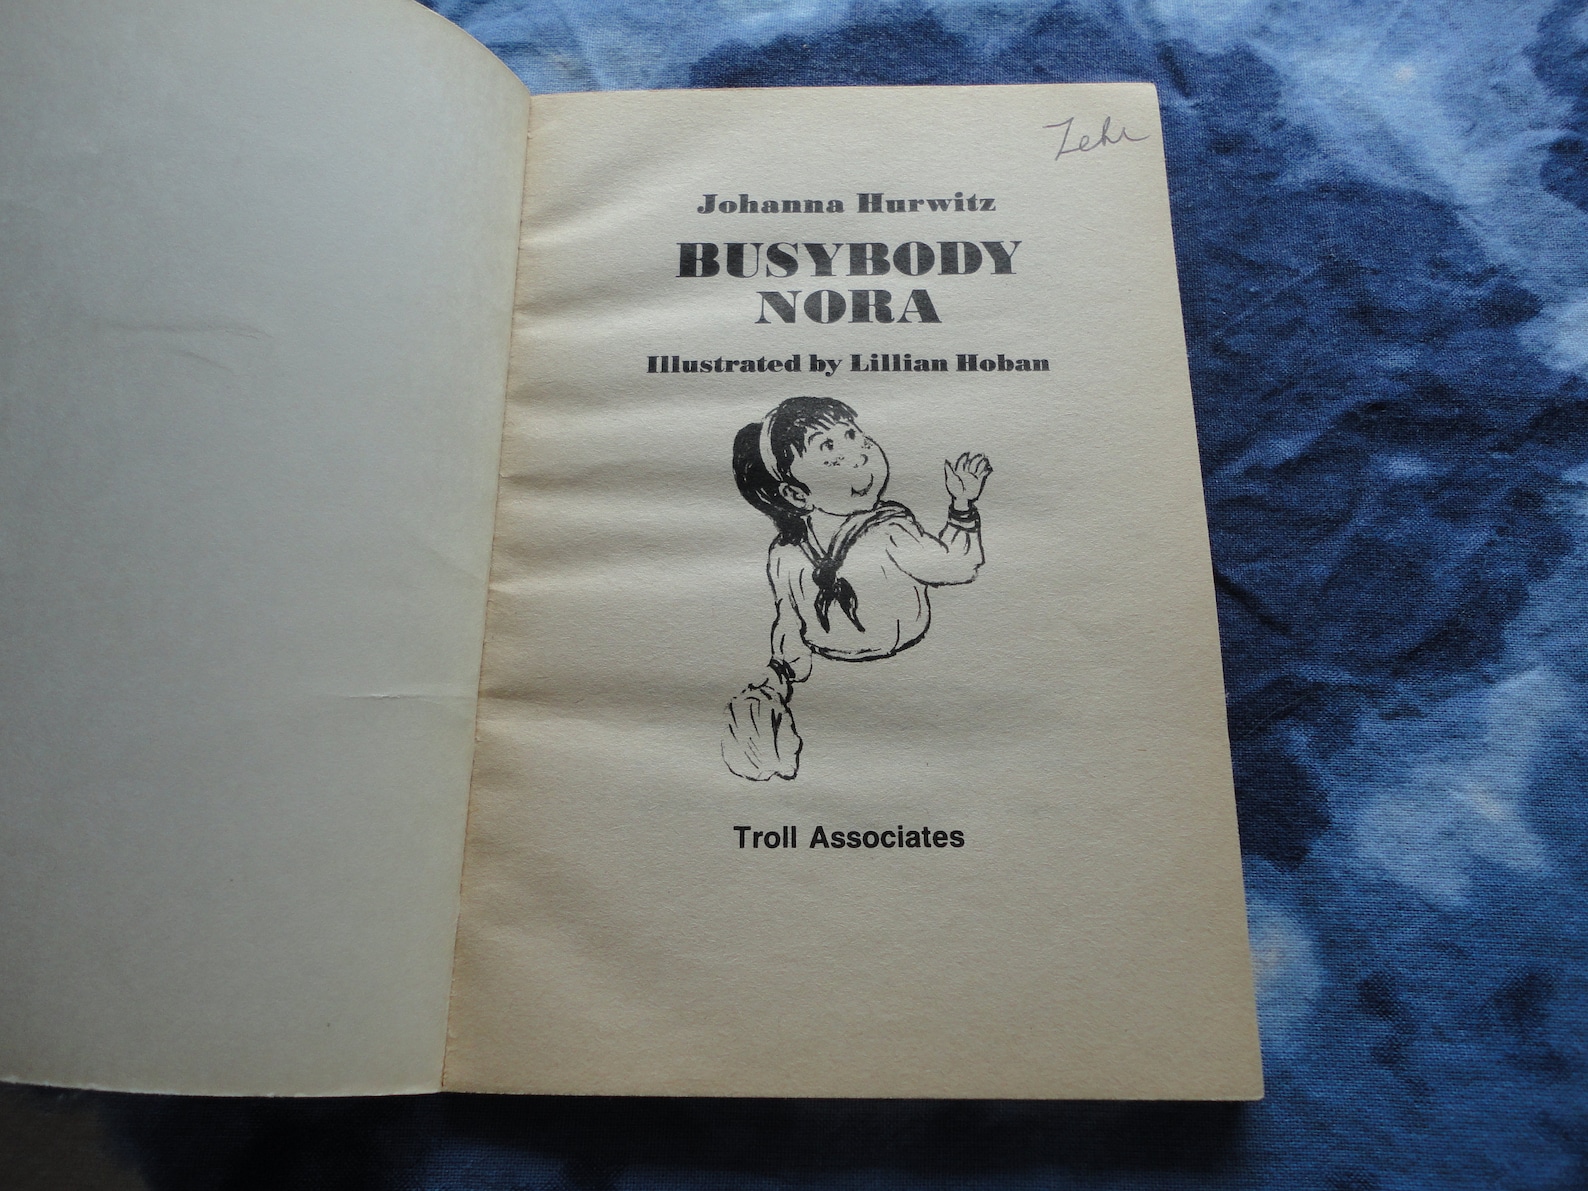 Zehr
Johanna Hurwitz
BUSYBODY
NORA
Illustrated by Lillian Hoban
Troll Associates